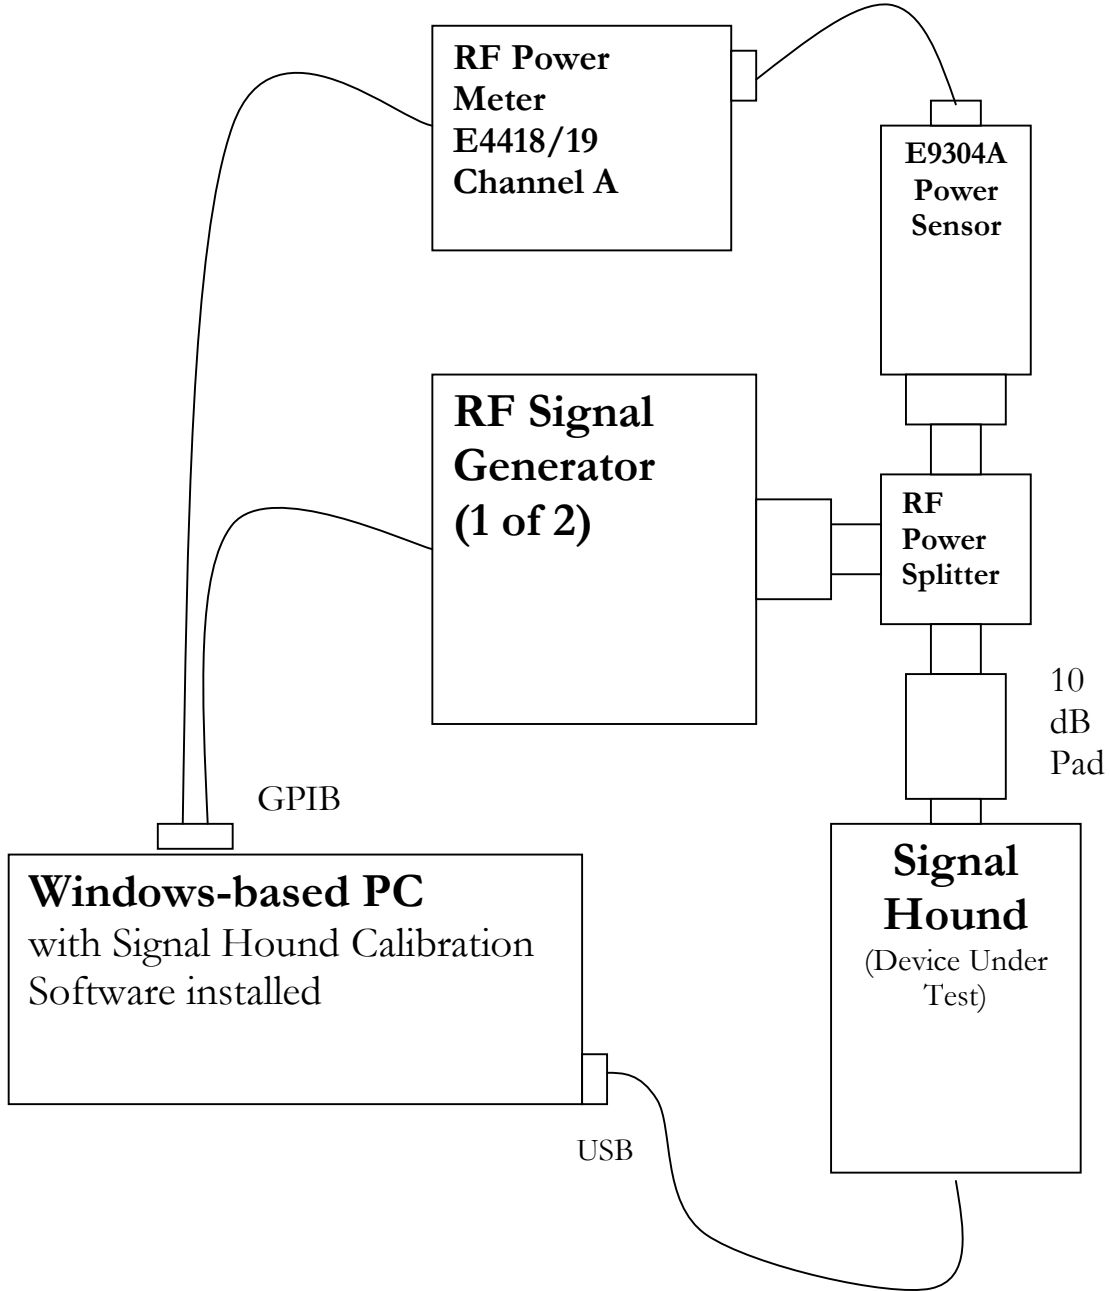 RF Power
Meter
E4418/19
Channel A
E9304A
Power
Sensor
RF Signal
Generator
(1 of 2)
RF
Power
Splitter
10
dB
Pad
GPIB
Windows-based PC
with Signal Hound Calibration
Software installed
Signal
Hound
(Device Under
Test)
USB